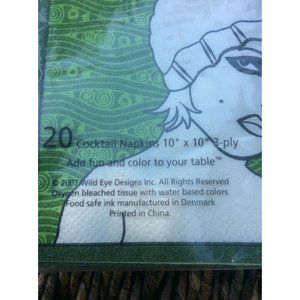 20 Cocktail Napkins 10" x 10" 3-ply
Add fun and color to your table™
© 2007 Wild Eye Designs Inc. All Rights Reserved
Oxygen bleached tissue with water based colors.
Food safe ink manufactured in Denmark
Printed in China.